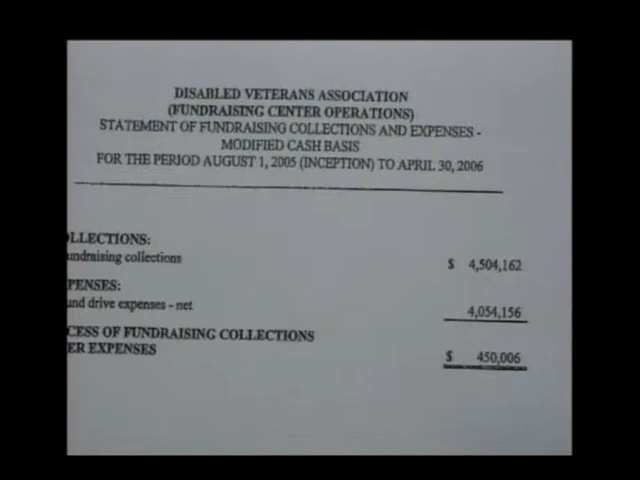 DISABLED VETERANS ASSOCIATION
(FUNDRAISING CENTER OPERATIONS)
STATEMENT OF FUNDRAISING COLLECTIONS AND EXPENSES -
MODIFIED CASH BASIS
FOR THE PERIOD AUGUST 1, 2005 (INCEPTION) TO APRIL 30, 2006
LLECTIONS:
undraising collections $ 4,504,162
PENSES:
und drive expenses - net 4,054,156
CESS OF FUNDRAISING COLLECTIONS
ER EXPENSES $ 450,006